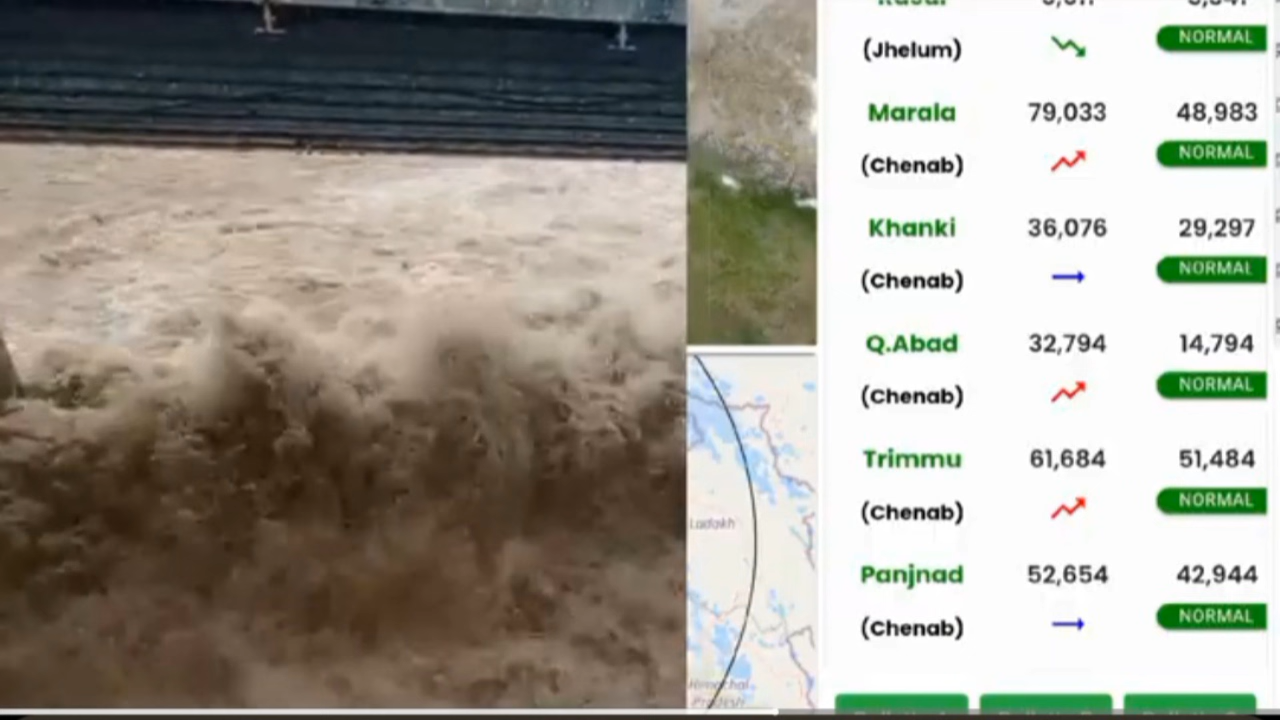 (Jhelum)
NORMAL
Marala 79,033 48,983
(Chenab) NORMAL
Khanki 36,076 29,297
(Chenab) NORMAL
Q.Abad 32,794 14,794
(Chenab) NORMAL
Trimmu 61,684 51,484
(Chenab) NORMAL
Panjnad 52,654 42,944
(Chenab) NORMAL
Ladakh
Himachal
Pradesh